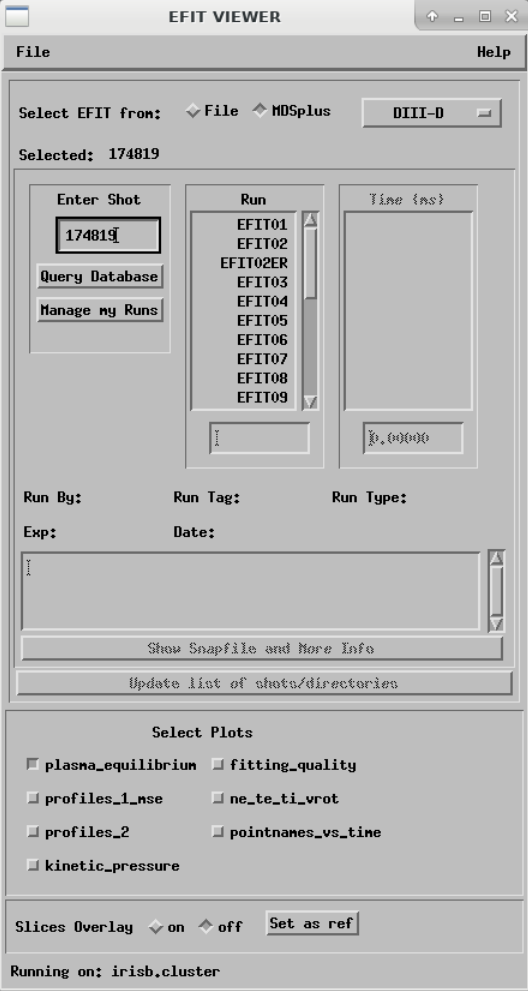 EFIT VIEWER
File Help
Select EFIT from: File MDSplus DIII-D
Selected: 174819
Enter Shot Run Time (ms)
174819
Query Database
Manage my Runs
EFIT01
EFIT02
EFIT02ER
EFIT03
EFIT04
EFIT05
EFIT06
EFIT07
EFIT08
EFIT09
0.00000
Run By: Run Tag: Run Type:
Exp: Date:
Show Snapfile and More Info
Update list of shots/directories
Select Plots
plasma_equilibrium fitting_quality
profiles_1_mse ne_te_ti_vrot
profiles_2 pointnames_vs_time
kinetic_pressure
Slices Overlay on off Set as ref
Running on: irisb.cluster